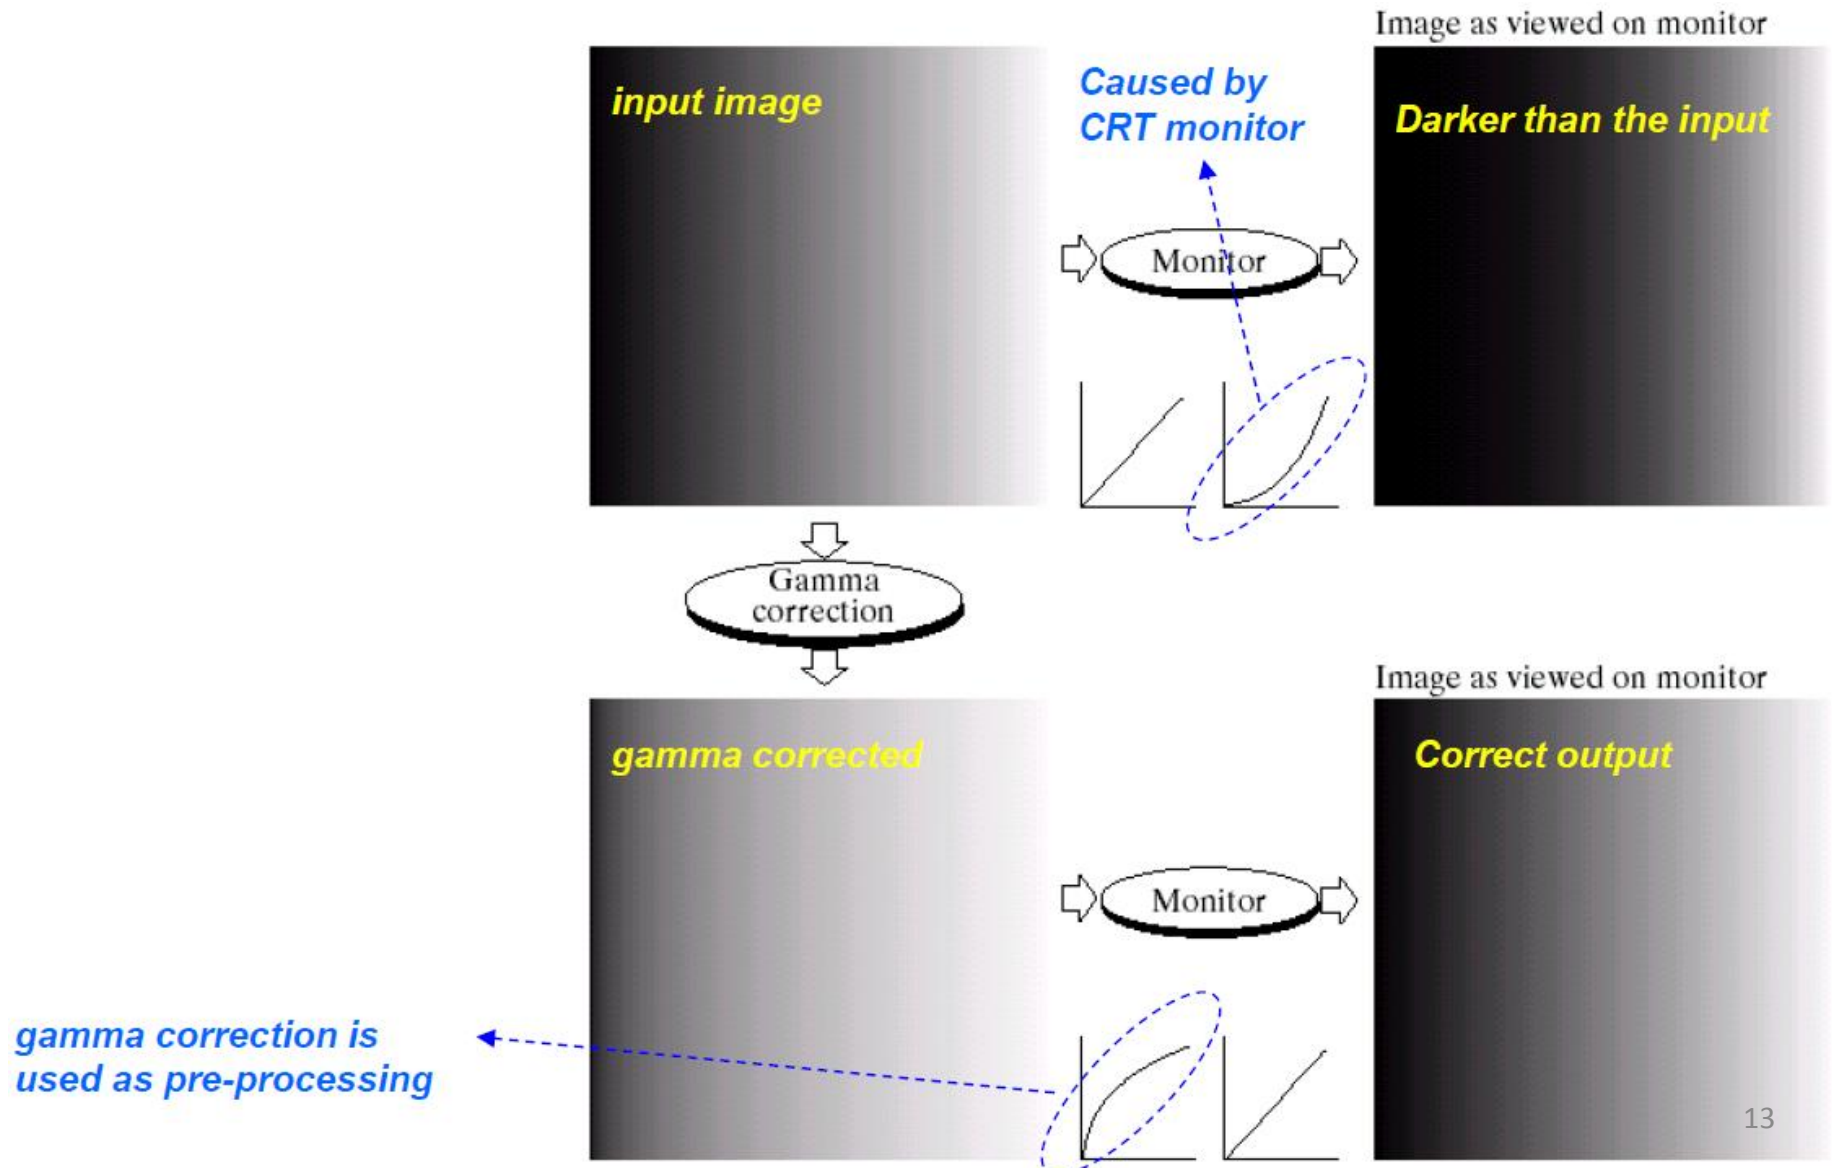 Image as viewed on monitor
input image
Caused by
CRT monitor
Darker than the input
Monitor
Gamma
correction
Image as viewed on monitor
gamma corrected
Correct output
Monitor
gamma correction is
used as pre-processing
13